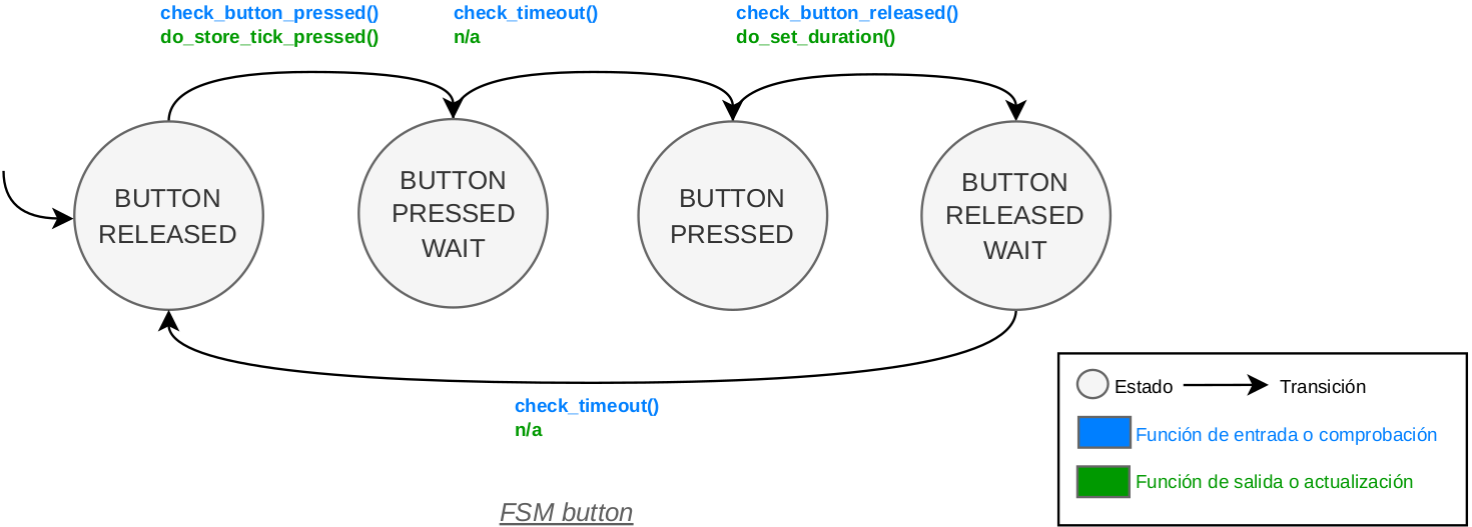 check_button_pressed()
do_store_tick_pressed()
check_timeout()
n/a
check_button_released()
do_set_duration()
BUTTON
RELEASED
BUTTON
PRESSED
WAIT
BUTTON
PRESSED
BUTTON
RELEASED
WAIT
check_timeout()
n/a
Estado
Transición
Función de entrada o comprobación
Función de salida o actualización
FSM button